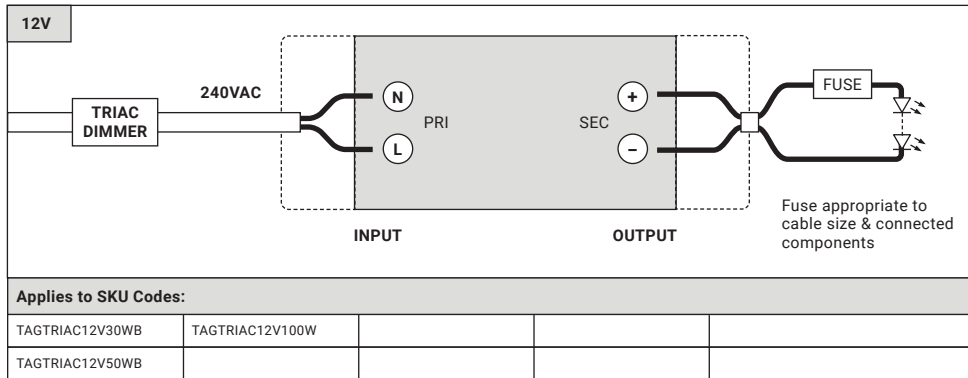 12V
240VAC
TRIAC
DIMMER
N
L
PRI
SEC
+
−
FUSE
INPUT
OUTPUT
Fuse appropriate to
cable size & connected
components
Applies to SKU Codes:
TAGTRIAC12V30WB TAGTRIAC12V100W
TAGTRIAC12V50WB